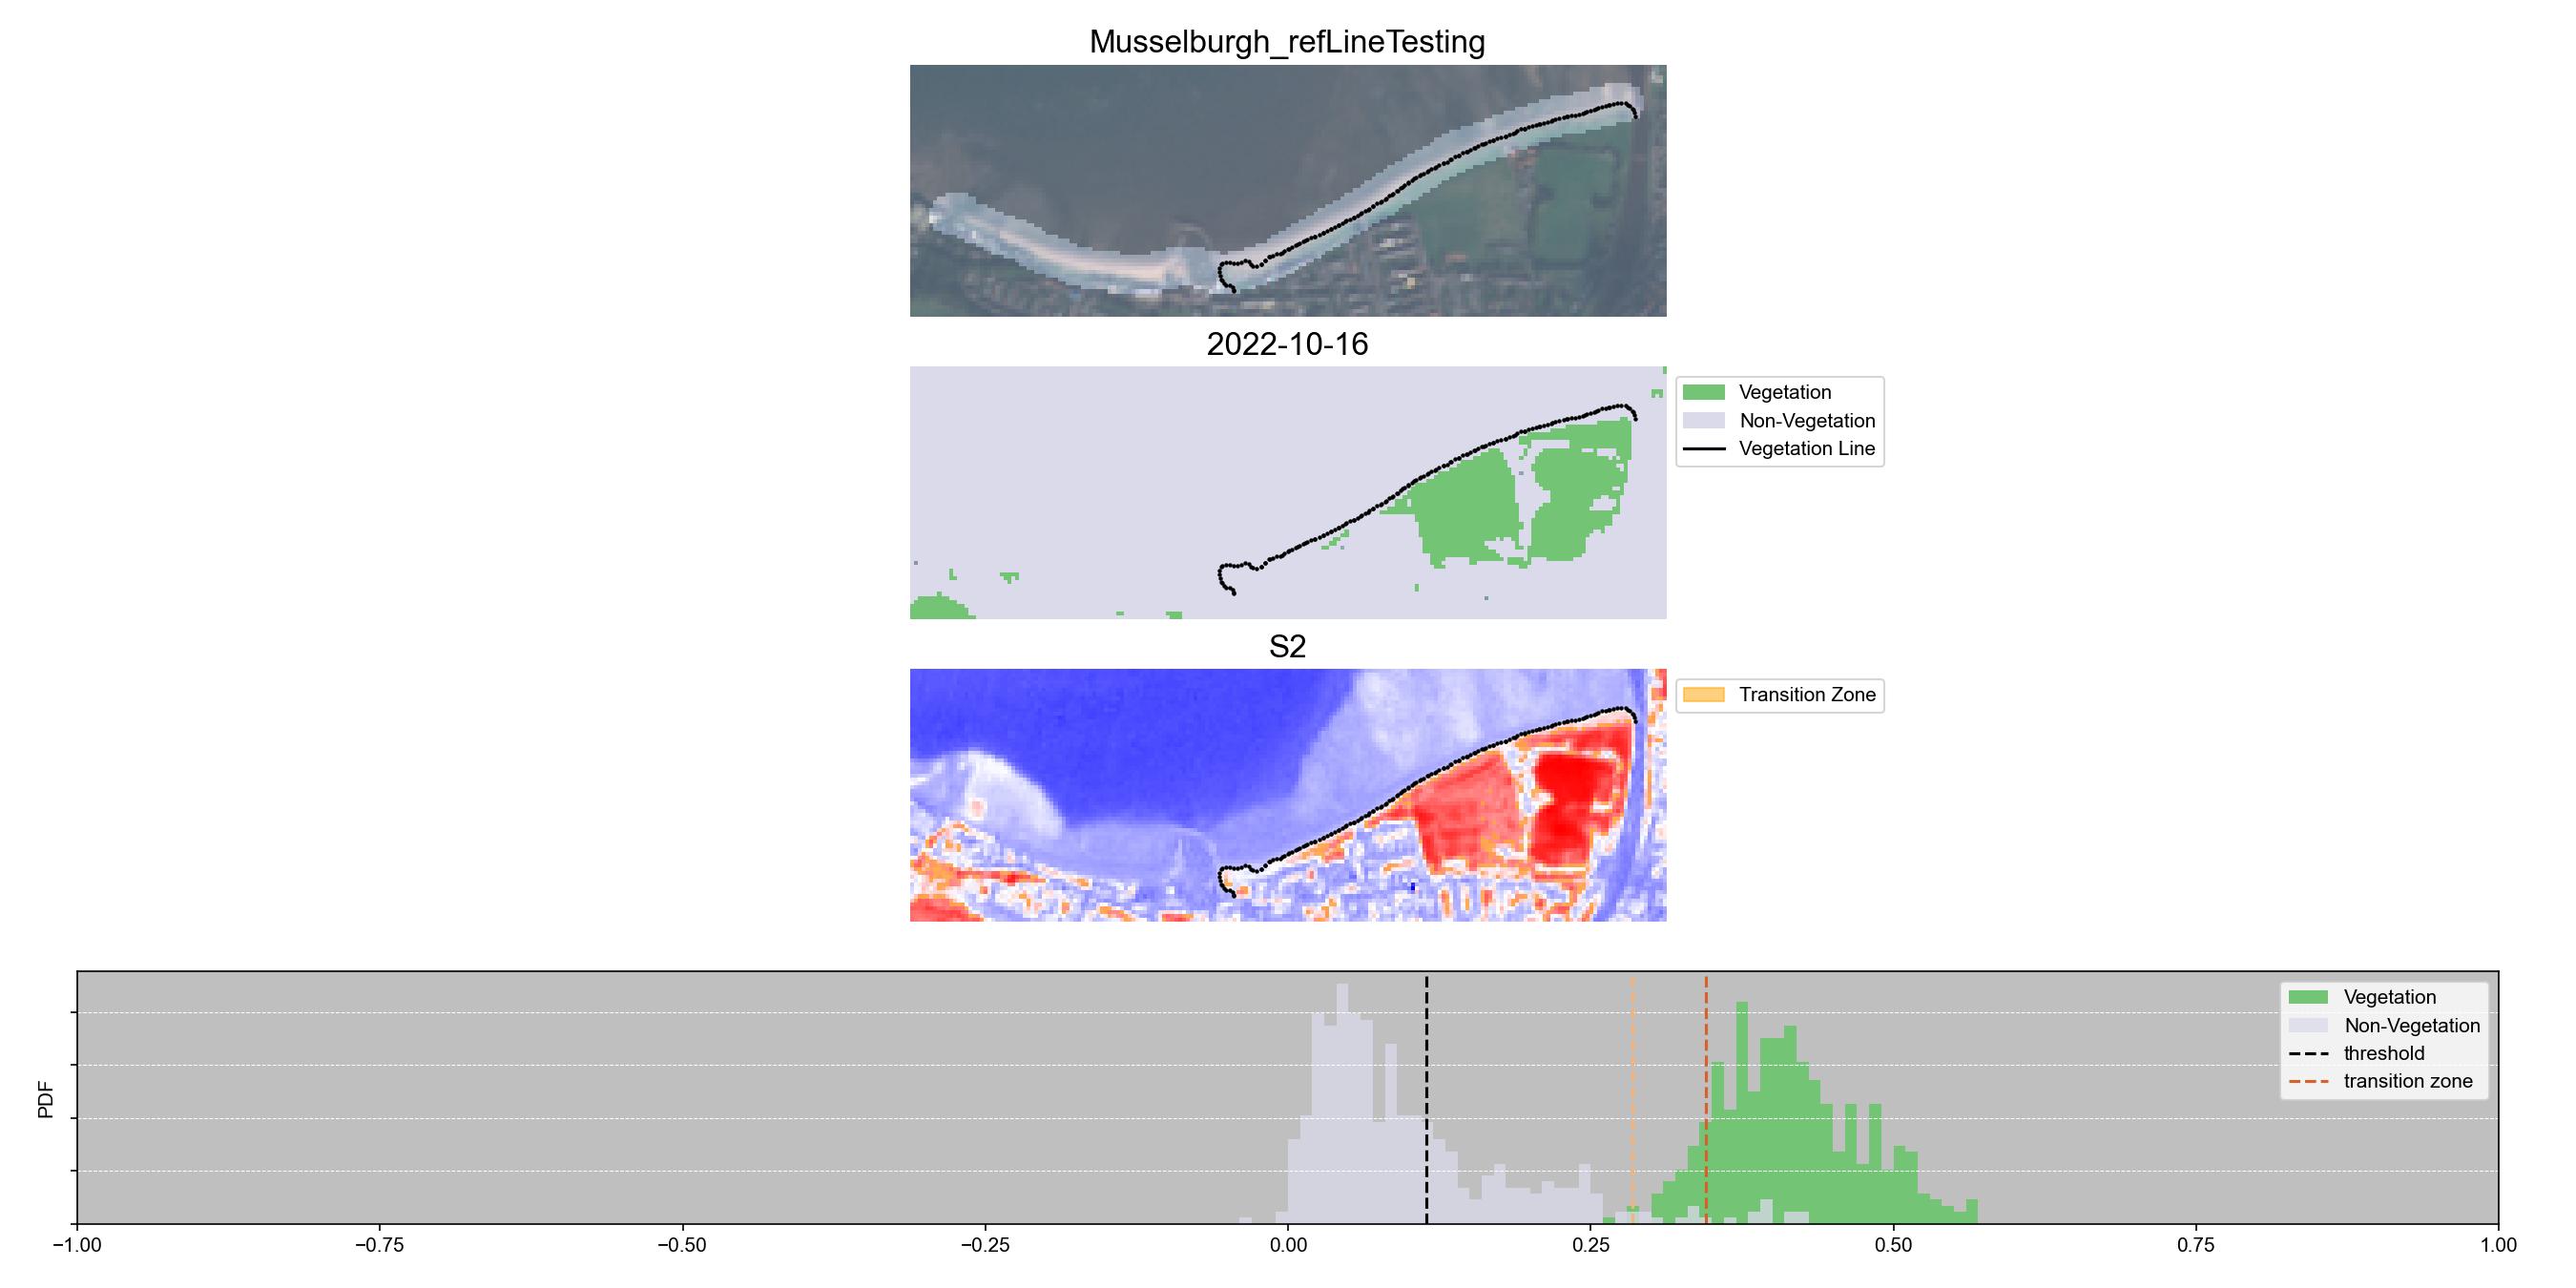 Musselburgh_refLineTesting
2022-10-16
Vegetation
Non-Vegetation
Vegetation Line
S2
Transition Zone
PDF
Vegetation
Non-Vegetation
threshold
transition zone
−1.00 −0.75 −0.50 −0.25 0.00 0.25 0.50 0.75 1.00